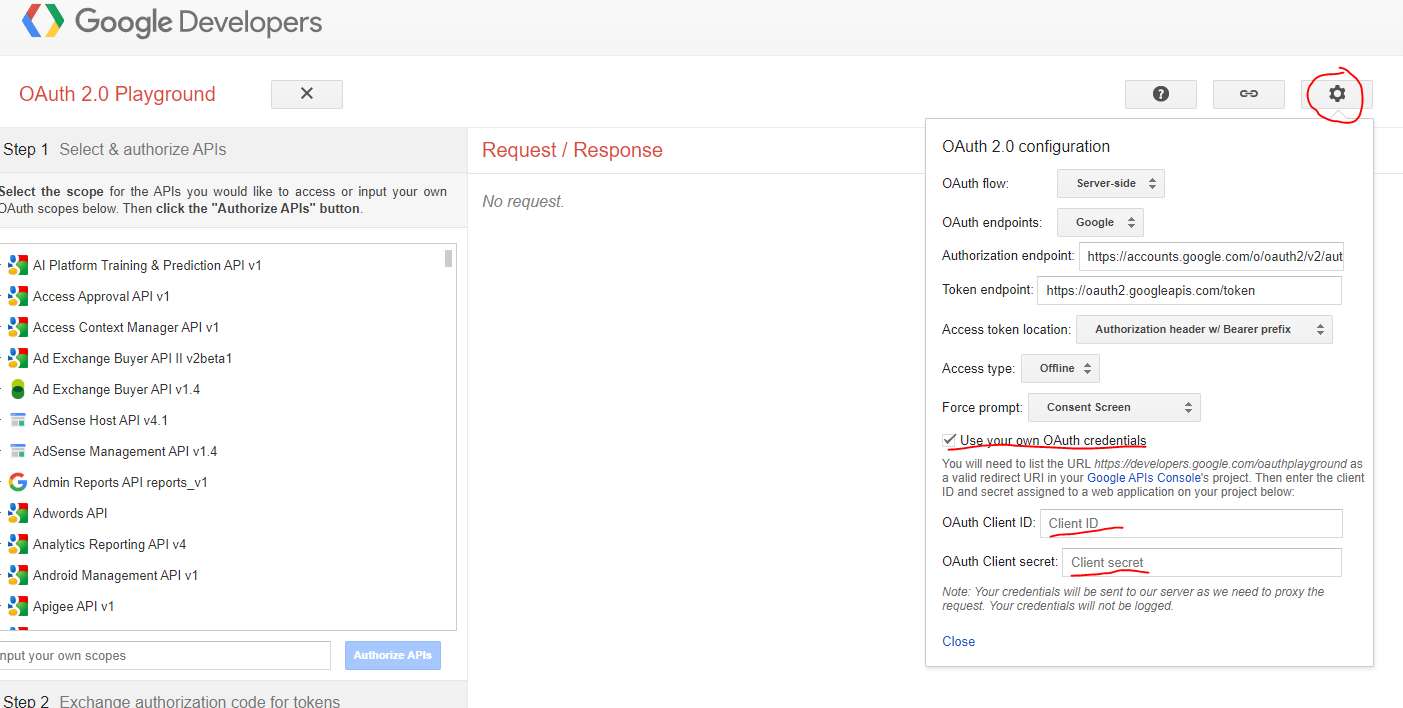 Google Developers
OAuth 2.0 Playground
Step 1 Select & authorize APIs
Select the scope for the APIs you would like to access or input your own
OAuth scopes below. Then click the "Authorize APIs" button.
AI Platform Training & Prediction API v1
Access Approval API v1
Access Context Manager API v1
Ad Exchange Buyer API II v2beta1
Ad Exchange Buyer API v1.4
AdSense Host API v4.1
AdSense Management API v1.4
Admin Reports API reports_v1
Adwords API
Analytics Reporting API v4
Android Management API v1
Apigee API v1
nput your own scopes
Authorize APIs
Step 2 Exchange authorization code for tokens
Request / Response
No request.
OAuth 2.0 configuration
OAuth flow: Server-side
OAuth endpoints: Google
Authorization endpoint: https://accounts.google.com/o/oauth2/v2/aut
Token endpoint: https://oauth2.googleapis.com/token
Access token location: Authorization header w/ Bearer prefix
Access type: Offline
Force prompt: Consent Screen
Use your own OAuth credentials
You will need to list the URL https://developers.google.com/oauthplayground as
a valid redirect URI in your Google APIs Console's project. Then enter the client
ID and secret assigned to a web application on your project below:
OAuth Client ID: Client ID
OAuth Client secret: Client secret
Note: Your credentials will be sent to our server as we need to proxy the
request. Your credentials will not be logged.
Close